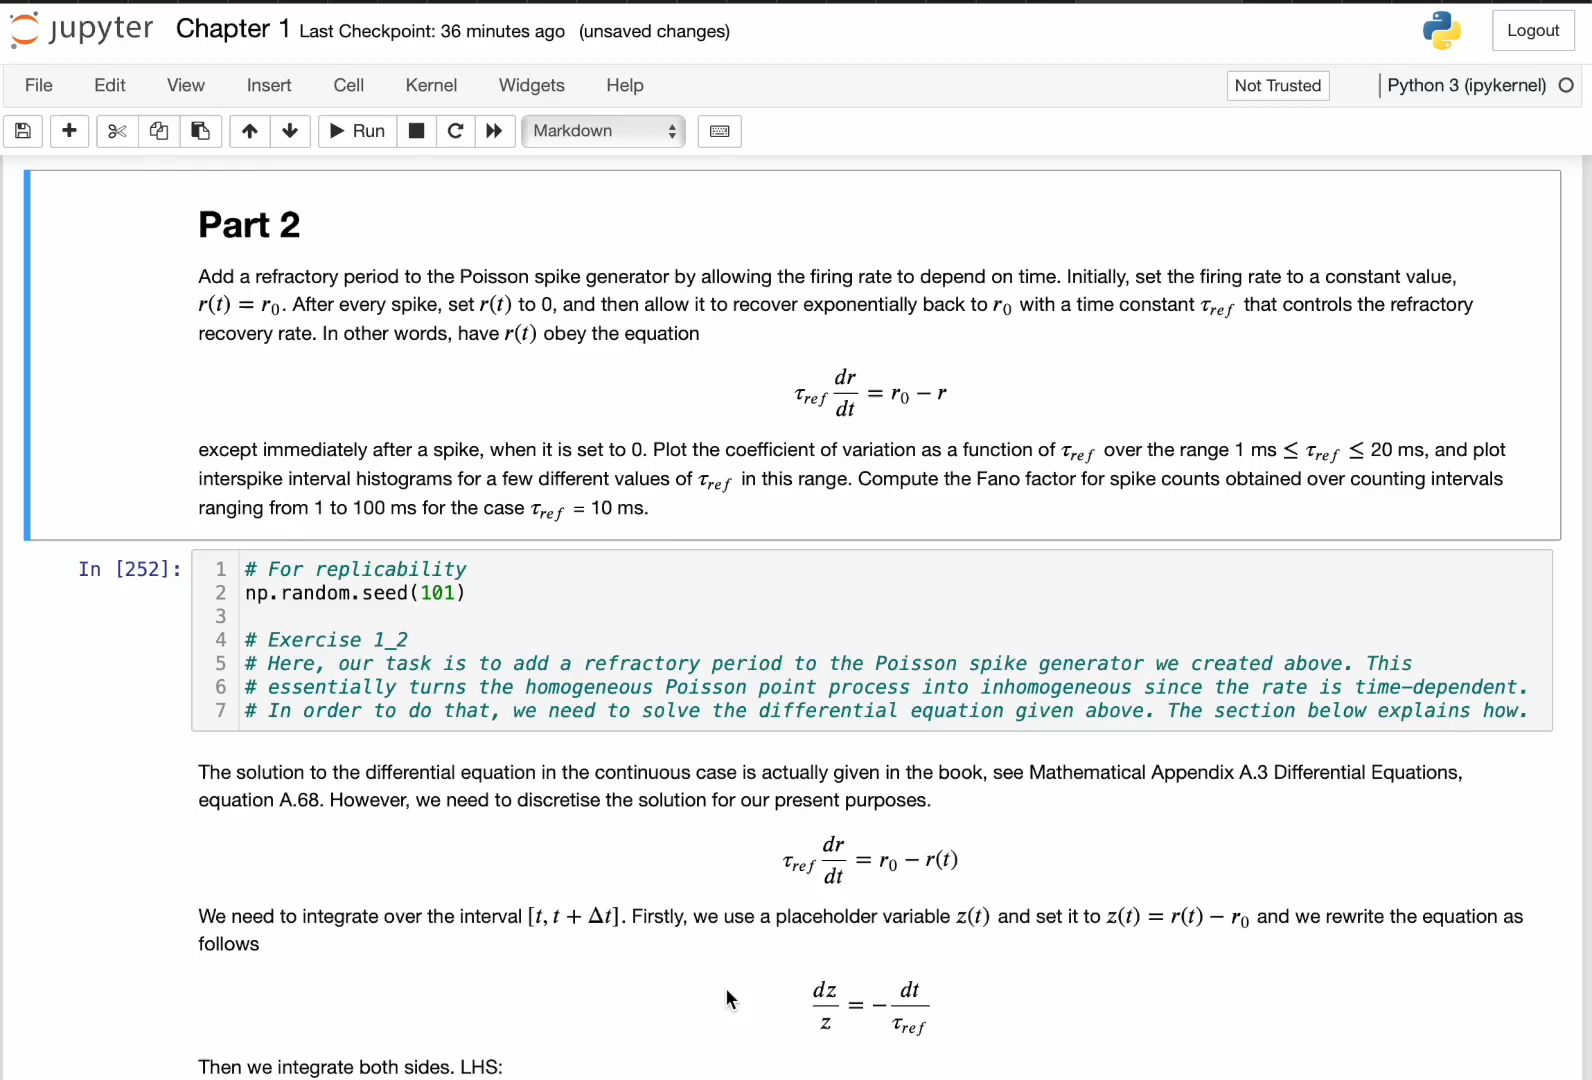 jupyter Chapter 1 Last Checkpoint: 36 minutes ago (unsaved changes) Logout
File Edit View Insert Cell Kernel Widgets Help Not Trusted Python 3 (ipykernel)
Run Markdown
Part 2
Add a refractory period to the Poisson spike generator by allowing the firing rate to depend on time. Initially, set the firing rate to a constant value,
r(t) = r₀. After every spike, set r(t) to 0, and then allow it to recover exponentially back to r₀ with a time constant τ_ref that controls the refractory
recovery rate. In other words, have r(t) obey the equation
τ_ref dr/dt = r₀ − r
except immediately after a spike, when it is set to 0. Plot the coefficient of variation as a function of τ_ref over the range 1 ms ≤ τ_ref ≤ 20 ms, and plot
interspike interval histograms for a few different values of τ_ref in this range. Compute the Fano factor for spike counts obtained over counting intervals
ranging from 1 to 100 ms for the case τ_ref = 10 ms.
In [252]: 1 # For replicability
2 np.random.seed(101)
3
4 # Exercise 1_2
5 # Here, our task is to add a refractory period to the Poisson spike generator we created above. This
6 # essentially turns the homogeneous Poisson point process into inhomogeneous since the rate is time-dependent.
7 # In order to do that, we need to solve the differential equation given above. The section below explains how.
The solution to the differential equation in the continuous case is actually given in the book, see Mathematical Appendix A.3 Differential Equations,
equation A.68. However, we need to discretise the solution for our present purposes.
τ_ref dr/dt = r₀ − r(t)
We need to integrate over the interval [t, t + Δt]. Firstly, we use a placeholder variable z(t) and set it to z(t) = r(t) − r₀ and we rewrite the equation as
follows
dz/z = − dt/τ_ref
Then we integrate both sides. LHS: